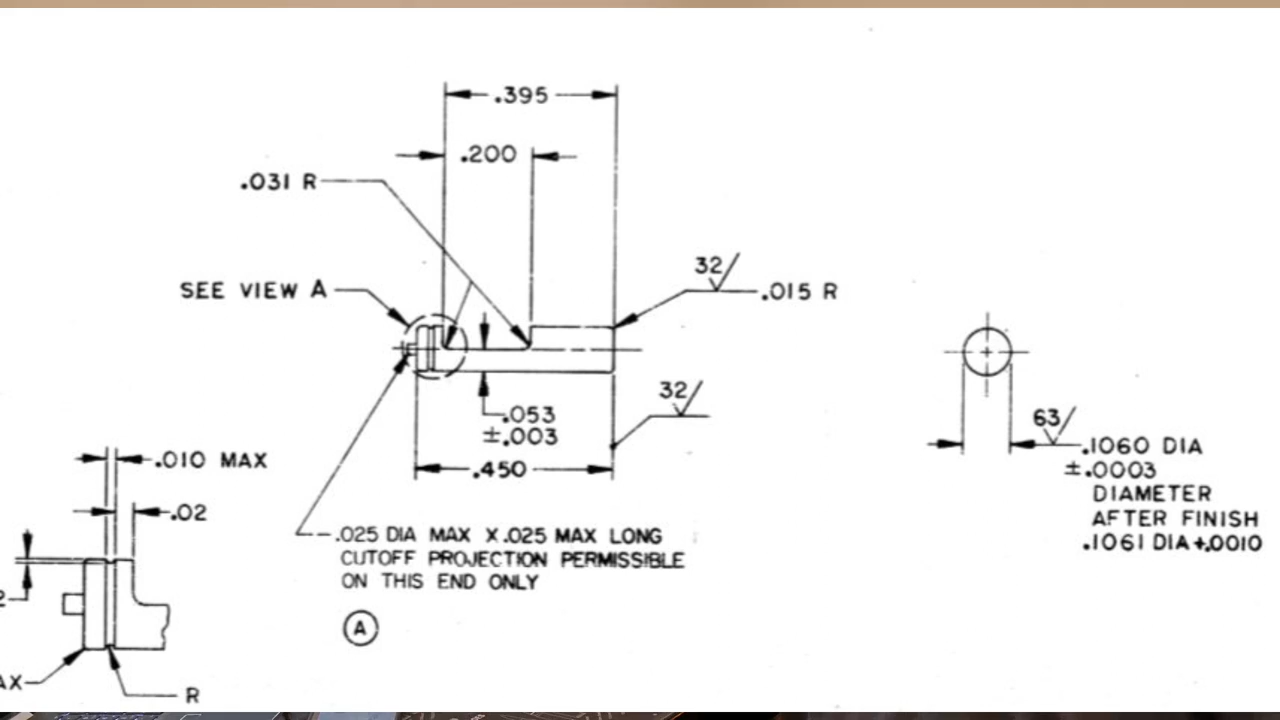 .395
.200
.031 R
32
.015 R
SEE VIEW A
32
.053
±.003
63
.1060 DIA
±.0003
DIAMETER
AFTER FINISH
.1061 DIA+.0010
.450
.010 MAX
.02
.025 DIA MAX X .025 MAX LONG
CUTOFF PROJECTION PERMISSIBLE
ON THIS END ONLY
A
R